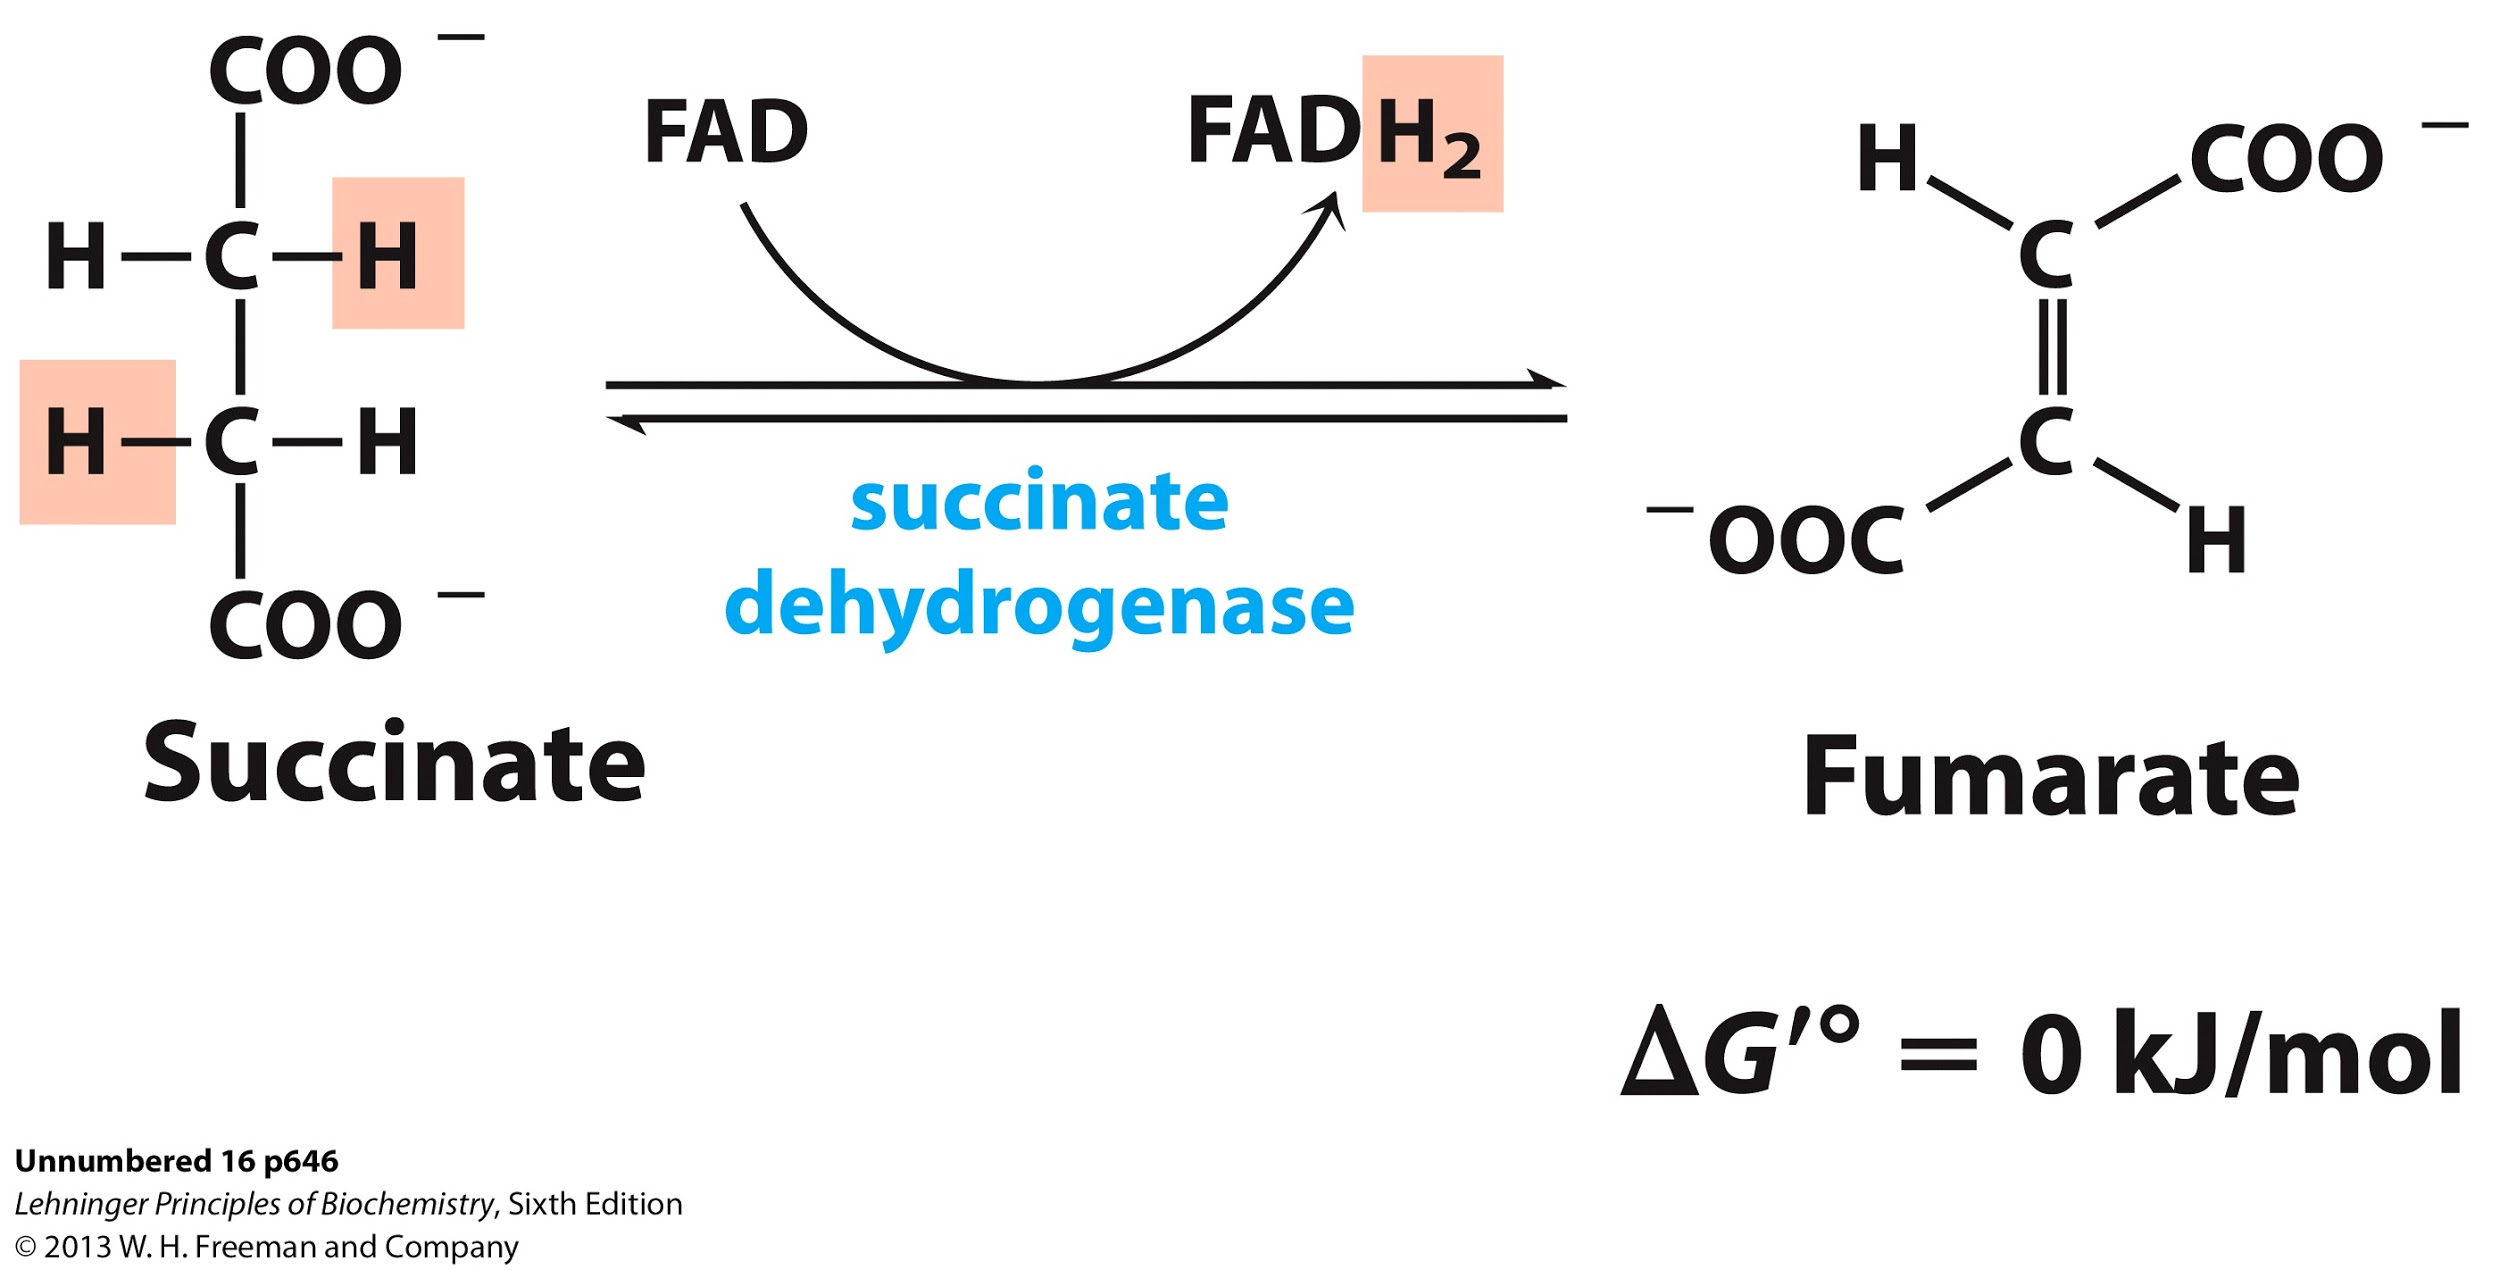 COO⁻
FAD
FADH₂
H
COO⁻
H—C—H
C
H—C—H
C
⁻OOC
H
COO⁻
succinate
dehydrogenase
Succinate
Fumarate
ΔG′° = 0 kJ/mol
Unnumbered 16 p646
Lehninger Principles of Biochemistry, Sixth Edition
© 2013 W. H. Freeman and Company